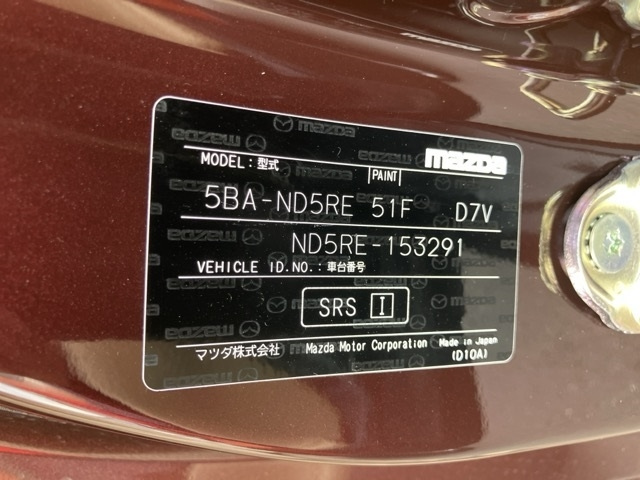 mazda
MODEL:型式 PAINT
5BA-ND5RE 51F D7V
ND5RE-153291
VEHICLE ID.NO.:車台番号
SRS I
マツダ株式会社 Mazda Motor Corporation Made in Japan
(D10A)